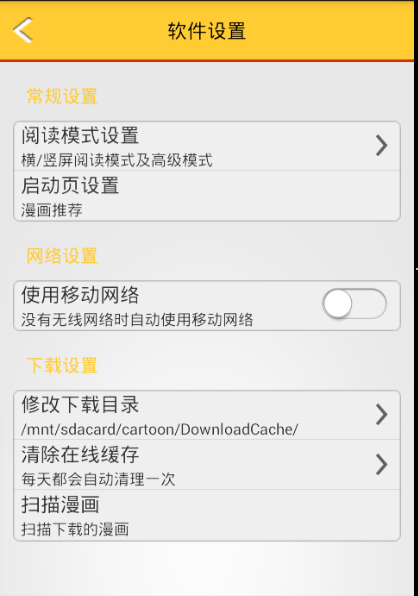 软件设置
常规设置
阅读模式设置
横/竖屏阅读模式及高级模式
启动页设置
漫画推荐
网络设置
使用移动网络
没有无线网络时自动使用移动网络
下载设置
修改下载目录
/mnt/sdacard/cartoon/DownloadCache/
清除在线缓存
每天都会自动清理一次
扫描漫画
扫描下载的漫画